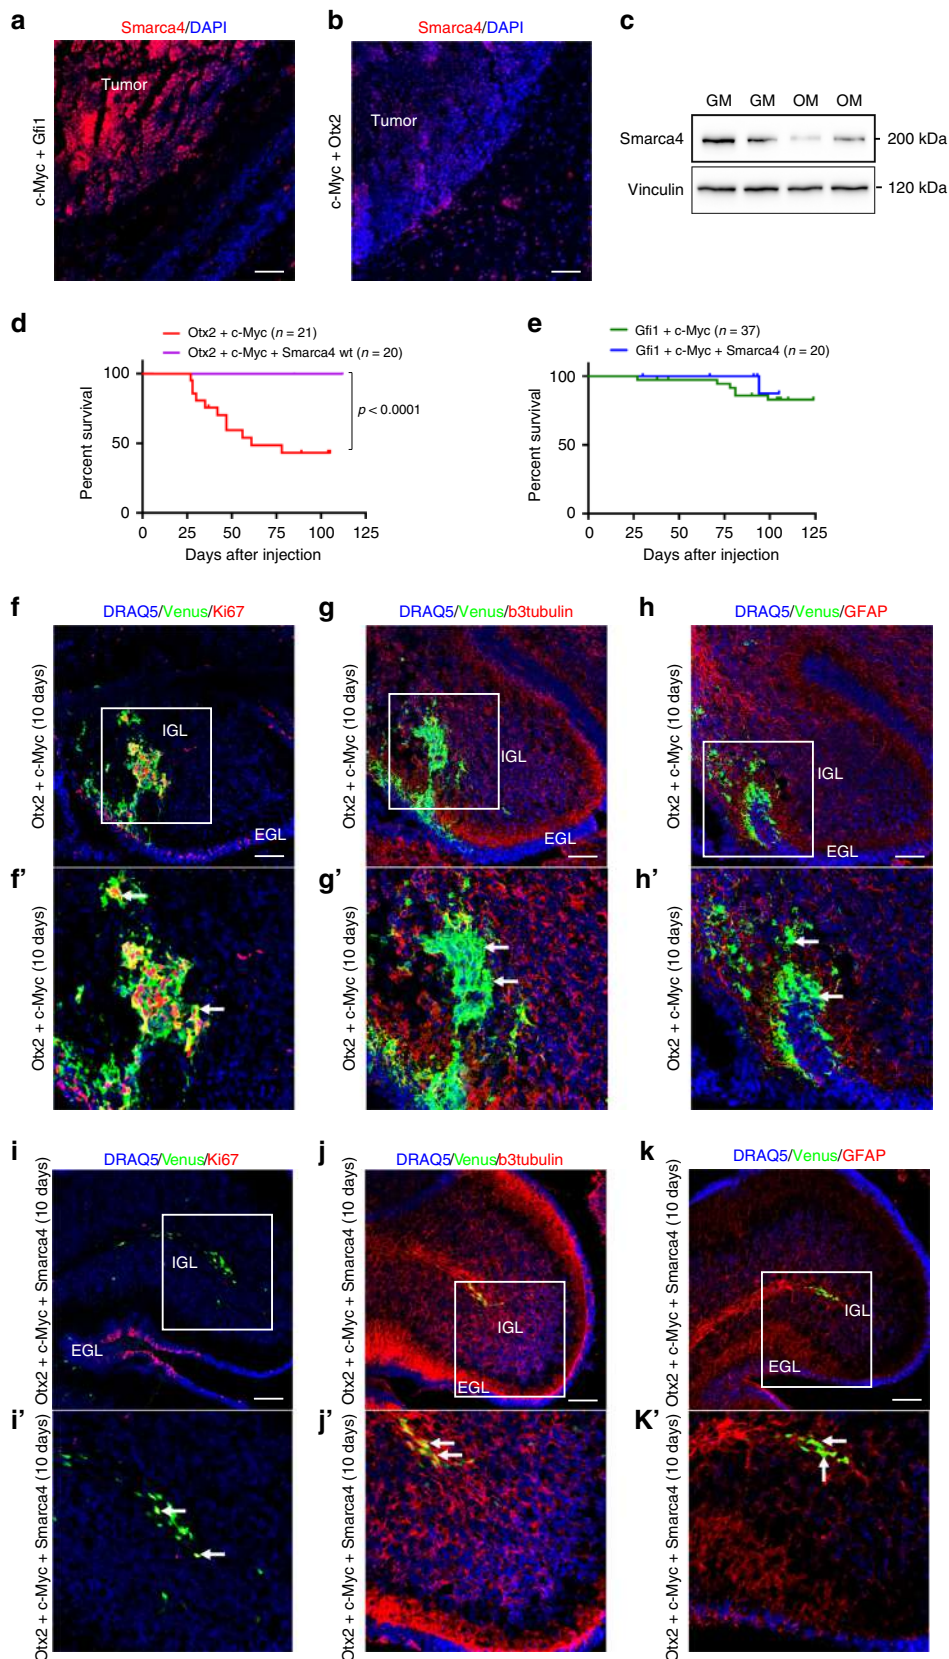 a
Smarca4/DAPI
c-Myc + Gfi1
Tumor
b
Smarca4/DAPI
c-Myc + Otx2
Tumor
c
GM GM OM OM
Smarca4
200 kDa
Vinculin
120 kDa
d
Otx2 + c-Myc (n = 21)
Otx2 + c-Myc + Smarca4 wt (n = 20)
Percent survival
100
50
0
p < 0.0001
0 25 50 75 100 125
Days after injection
e
Gfi1 + c-Myc (n = 37)
Gfi1 + c-Myc + Smarca4 (n = 20)
Percent survival
100
50
0
0 25 50 75 100 125
Days after injection
f
DRAQ5/Venus/Ki67
Otx2 + c-Myc (10 days)
IGL
EGL
g
DRAQ5/Venus/b3tubulin
Otx2 + c-Myc (10 days)
IGL
EGL
h
DRAQ5/Venus/GFAP
Otx2 + c-Myc (10 days)
IGL
EGL
f'
Otx2 + c-Myc (10 days)
g'
Otx2 + c-Myc (10 days)
h'
Otx2 + c-Myc (10 days)
i
DRAQ5/Venus/Ki67
Otx2 + c-Myc + Smarca4 (10 days)
IGL
EGL
j
DRAQ5/Venus/b3tubulin
Otx2 + c-Myc + Smarca4 (10 days)
IGL
EGL
k
DRAQ5/Venus/GFAP
Otx2 + c-Myc + Smarca4 (10 days)
IGL
EGL
i'
Otx2 + c-Myc + Smarca4 (10 days)
j'
Otx2 + c-Myc + Smarca4 (10 days)
K'
Otx2 + c-Myc + Smarca4 (10 days)